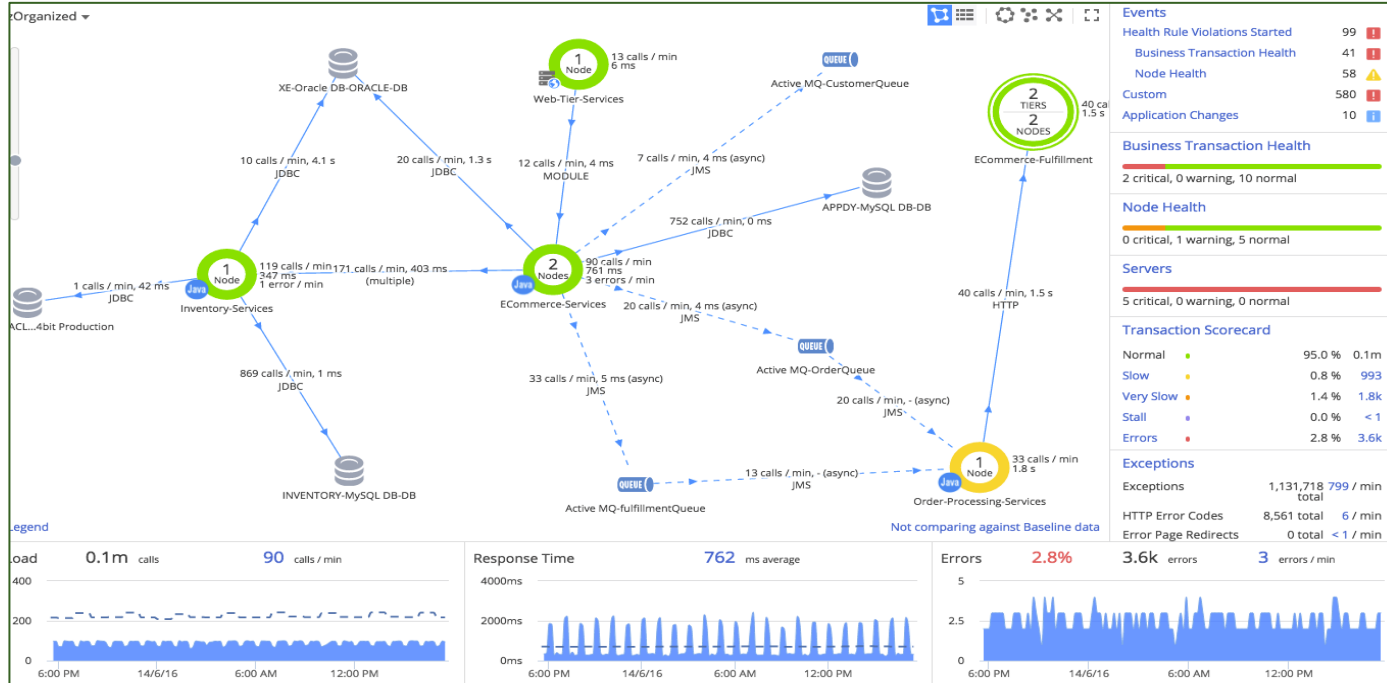 zOrganized
XE-Oracle DB-ORACLE-DB
1
Node
13 calls / min
6 ms
Web-Tier-Services
QUEUE
Active MQ-CustomerQueue
2
TIERS
2
NODES
40 cal
1.5 s
ECommerce-Fulfillment
10 calls / min, 4.1 s
JDBC
20 calls / min, 1.3 s
JDBC
12 calls / min, 4 ms
MODULE
7 calls / min, 4 ms (async)
JMS
APPDY-MySQL DB-DB
752 calls / min, 0 ms
JDBC
1
Node
Java
119 calls / min
347 ms
1 error / min
Inventory-Services
171 calls / min, 403 ms
(multiple)
2
Nodes
Java
90 calls / min
761 ms
3 errors / min
ECommerce-Services
1 calls / min, 42 ms
JDBC
ACL...4bit Production
20 calls / min, 4 ms (async)
JMS
40 calls / min, 1.5 s
HTTP
QUEUE
Active MQ-OrderQueue
869 calls / min, 1 ms
JDBC
33 calls / min, 5 ms (async)
JMS
20 calls / min, - (async)
JMS
INVENTORY-MySQL DB-DB
QUEUE
Active MQ-fulfillmentQueue
13 calls / min, - (async)
JMS
1
Node
Java
33 calls / min
1.8 s
Order-Processing-Services
Legend
Not comparing against Baseline data
Events
Health Rule Violations Started 99
Business Transaction Health 41
Node Health 58
Custom 580
Application Changes 10
Business Transaction Health
2 critical, 0 warning, 10 normal
Node Health
0 critical, 1 warning, 5 normal
Servers
5 critical, 0 warning, 0 normal
Transaction Scorecard
Normal 95.0 % 0.1m
Slow 0.8 % 993
Very Slow 1.4 % 1.8k
Stall 0.0 % < 1
Errors 2.8 % 3.6k
Exceptions
Exceptions 1,131,718 total 799 / min
HTTP Error Codes 8,561 total 6 / min
Error Page Redirects 0 total < 1 / min
Load 0.1m calls 90 calls / min
400
200
0
6:00 PM 14/6/16 6:00 AM 12:00 PM
Response Time 762 ms average
4000ms
2000ms
0ms
6:00 PM 14/6/16 6:00 AM 12:00 PM
Errors 2.8% 3.6k errors 3 errors / min
5
2.5
0
6:00 PM 14/6/16 6:00 AM 12:00 PM